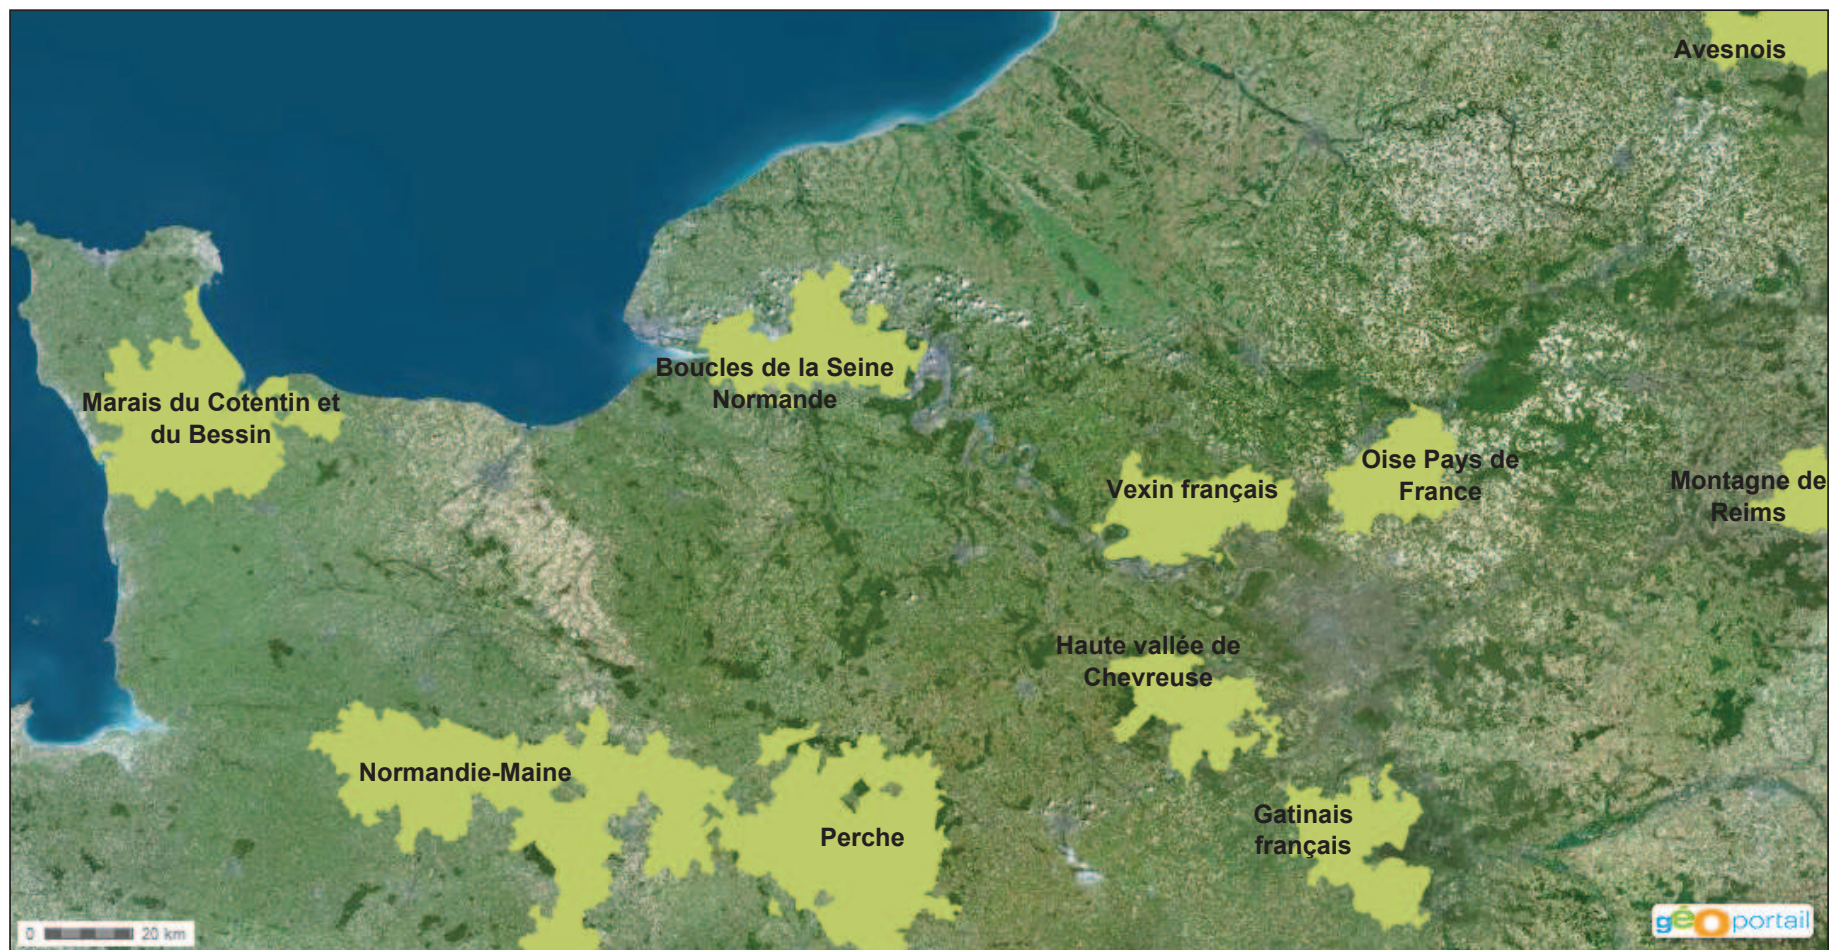 Avesnois
Boucles de la Seine
Normande
Marais du Cotentin et
du Bessin
Oise Pays de
France
Vexin français
Montagne de
Reims
Haute vallée de
Chevreuse
Normandie-Maine
Perche
Gatinais
français
0 20 km
géoportail